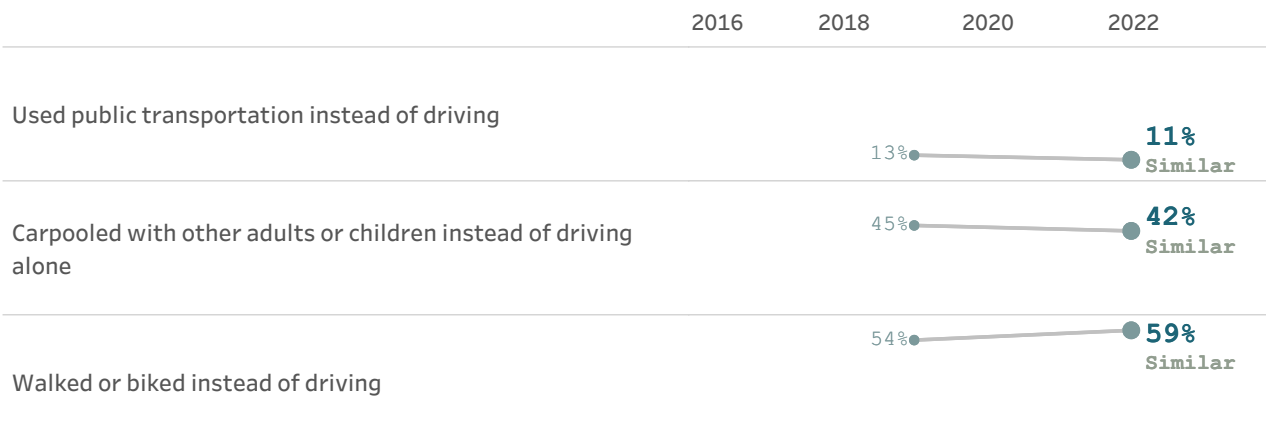 2016 2018 2020 2022
Used public transportation instead of driving
11%
13%
Similar
Carpooled with other adults or children instead of driving
alone
42%
45%
Similar
59%
54%
Similar
Walked or biked instead of driving